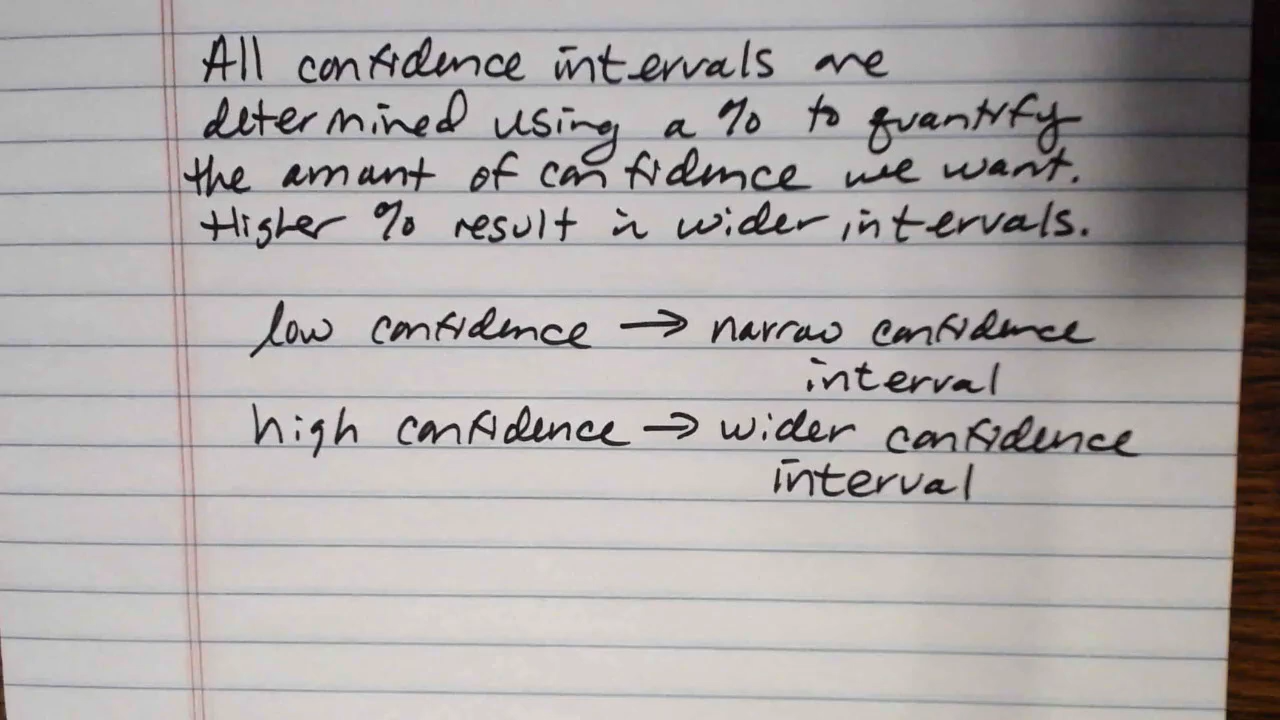 All confidence intervals are
determined using a % to quantify
the amount of confidence we want.
Higher % result in wider intervals.
low confidence → narrow confidence
interval
high confidence → wider confidence
interval